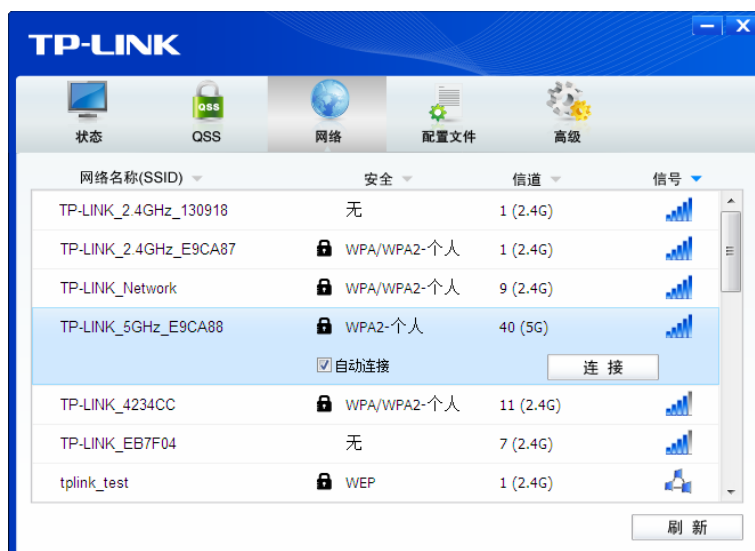 TP-LINK
状态 QSS 网络 配置文件 高级
网络名称(SSID) 安全 信道 信号
TP-LINK_2.4GHz_130918 无 1 (2.4G)
TP-LINK_2.4GHz_E9CA87 WPA/WPA2-个人 1 (2.4G)
TP-LINK_Network WPA/WPA2-个人 9 (2.4G)
TP-LINK_5GHz_E9CA88 WPA2-个人 40 (5G)
自动连接 连 接
TP-LINK_4234CC WPA/WPA2-个人 11 (2.4G)
TP-LINK_EB7F04 无 7 (2.4G)
tplink_test WEP 1 (2.4G)
刷 新